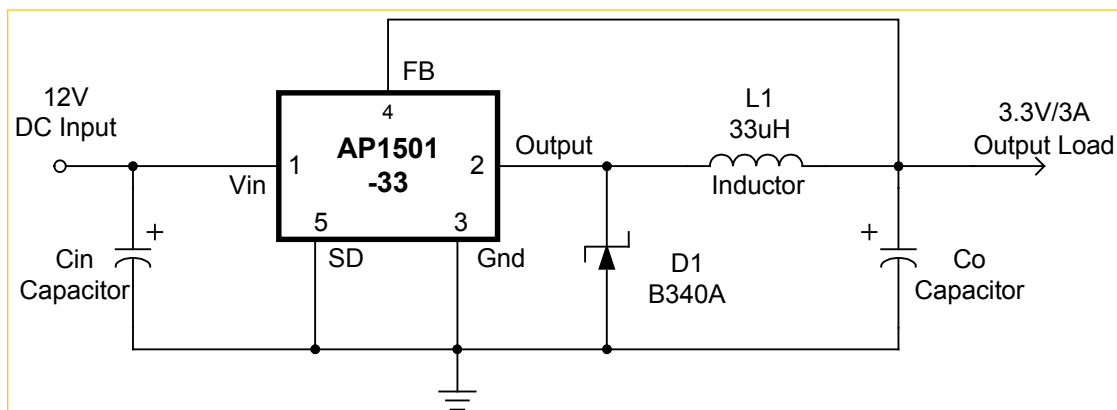 FB
12V
DC Input
4
AP1501
-33
1
2
Vin
Output
L1
33uH
Inductor
3.3V/3A
Output Load
5
3
SD
Gnd
+
Cin
Capacitor
D1
B340A
+
Co
Capacitor